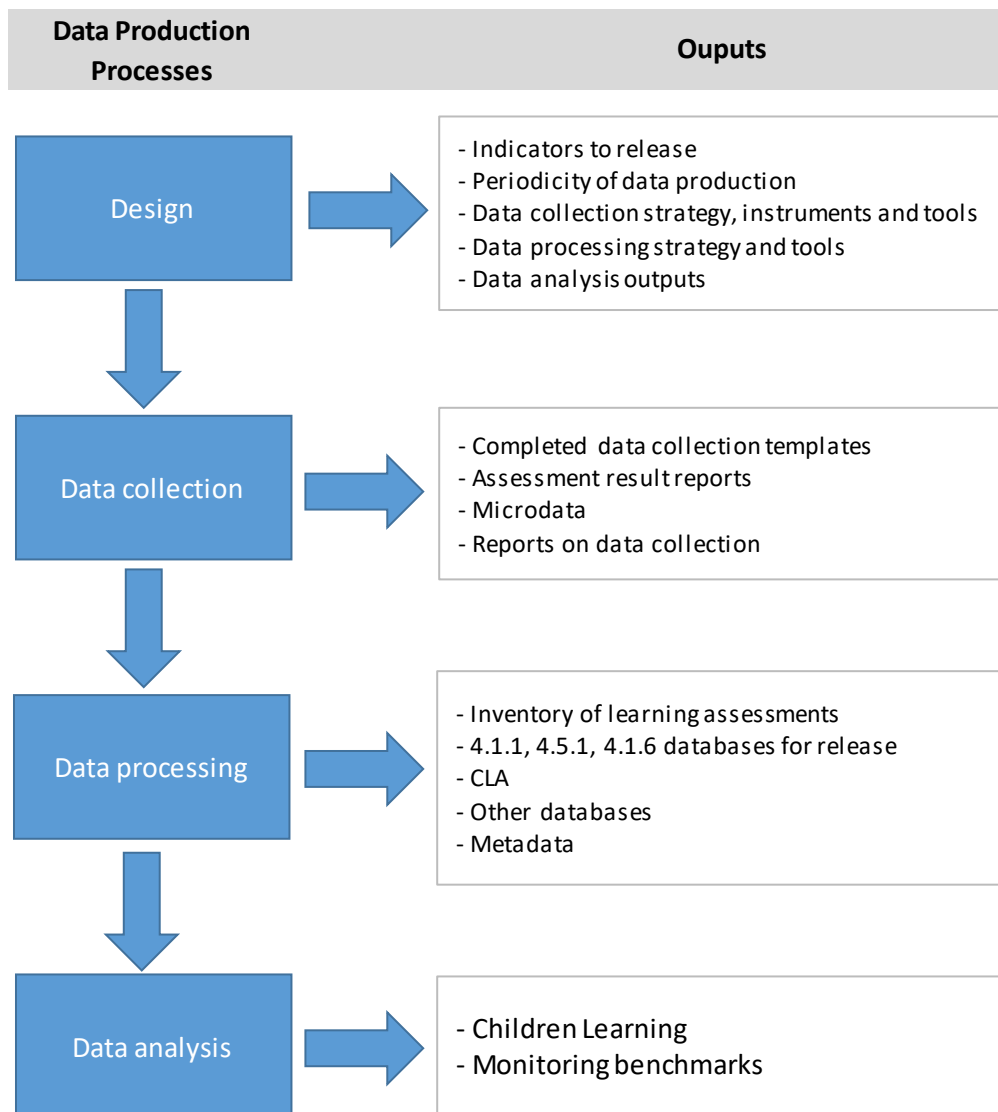 Data Production
Processes
Ouputs
Design
- Indicators to release
- Periodicity of data production
- Data collection strategy, instruments and tools
- Data processing strategy and tools
- Data analysis outputs
Data collection
- Completed data collection templates
- Assessment result reports
- Microdata
- Reports on data collection
Data processing
- Inventory of learning assessments
- 4.1.1, 4.5.1, 4.1.6 databases for release
- CLA
- Other databases
- Metadata
Data analysis
- Children Learning
- Monitoring benchmarks